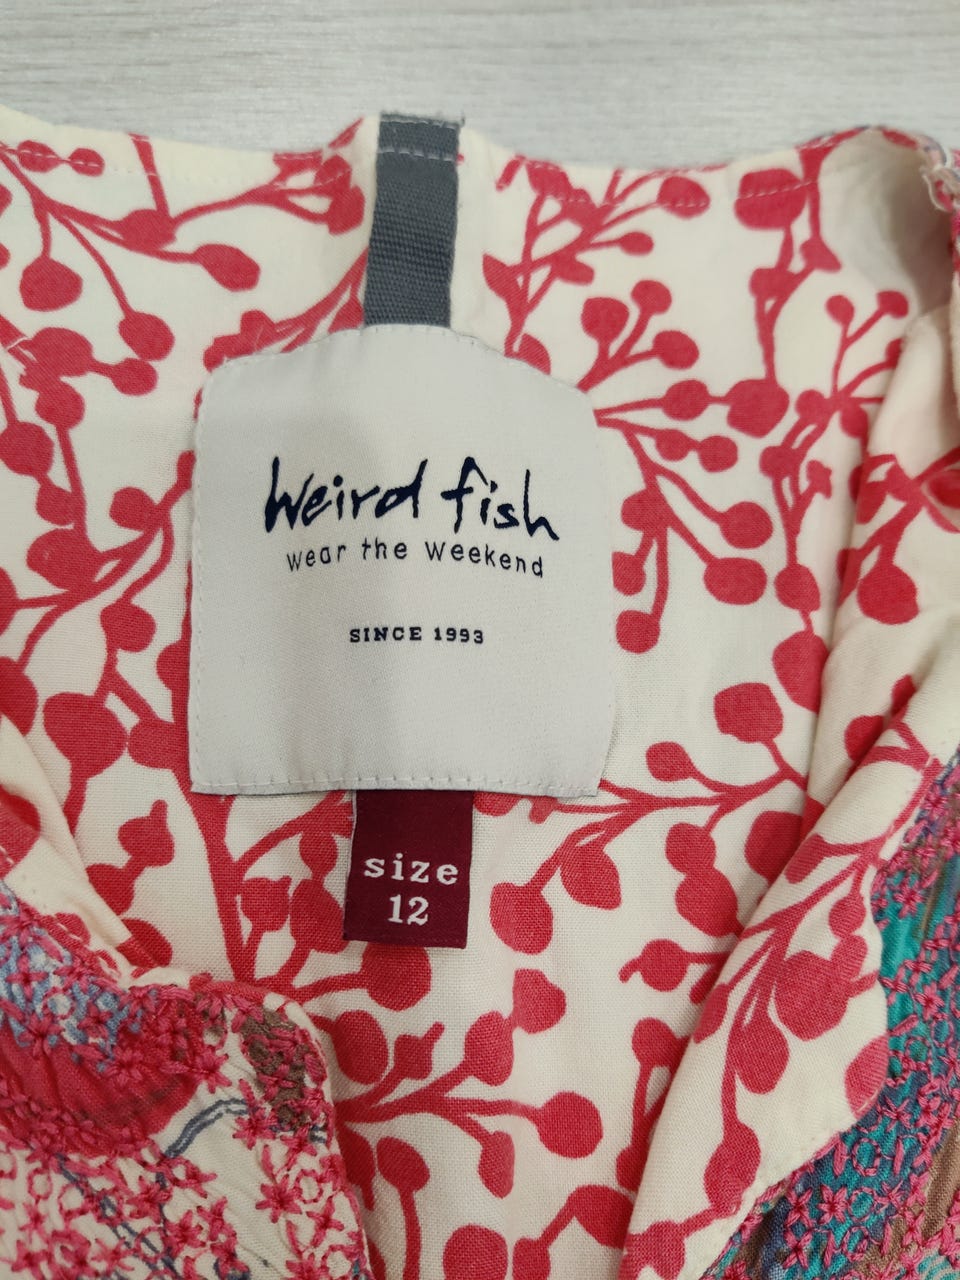 weird fish
wear the weekend
SINCE 1993
size
12